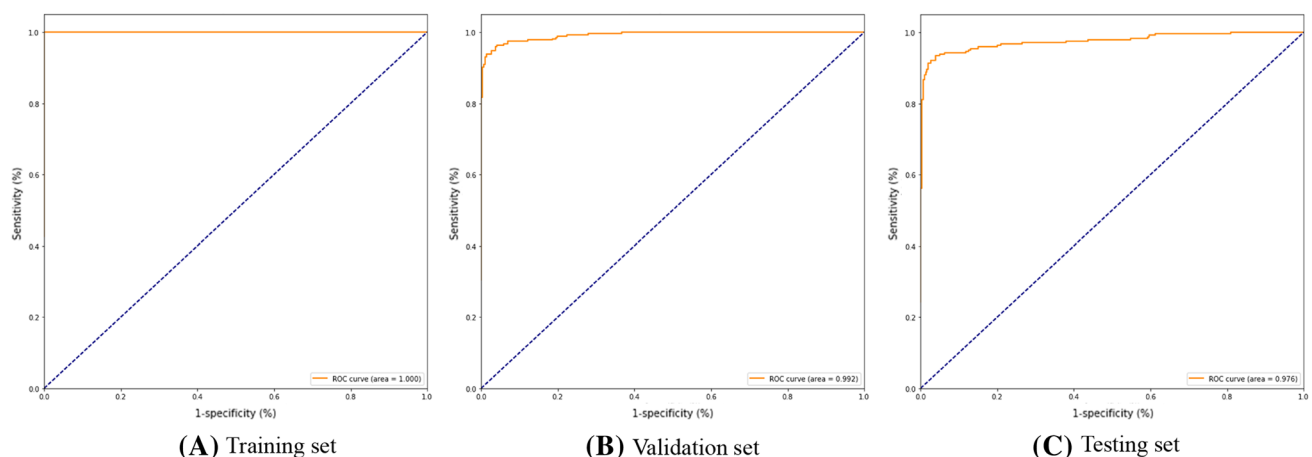 1.0
0.8
0.6
0.4
0.2
0.0
Sensitivity (%)
0.0 0.2 0.4 0.6 0.8 1.0
1-specificity (%)
ROC curve (area = 1.000)
(A) Training set
1.0
0.8
0.6
0.4
0.2
0.0
Sensitivity (%)
0.0 0.2 0.4 0.6 0.8 1.0
1-specificity (%)
ROC curve (area = 0.992)
(B) Validation set
1.0
0.8
0.6
0.4
0.2
0.0
Sensitivity (%)
0.0 0.2 0.4 0.6 0.8 1.0
1-specificity (%)
ROC curve (area = 0.976)
(C) Testing set